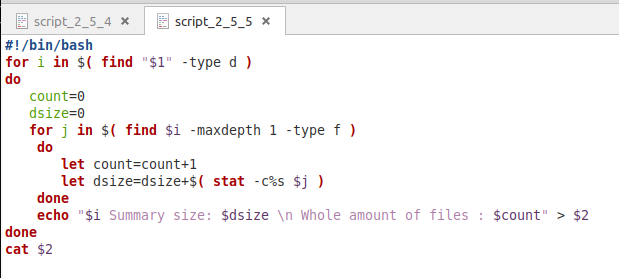 script_2_5_4 × script_2_5_5 ×
#!/bin/bash
for i in $( find "$1" -type d )
do
   count=0
   dsize=0
   for j in $( find $i -maxdepth 1 -type f )
    do
       let count=count+1
       let dsize=dsize+$( stat -c%s $j )
    done
    echo "$i Summary size: $dsize \n Whole amount of files : $count" > $2
done
cat $2